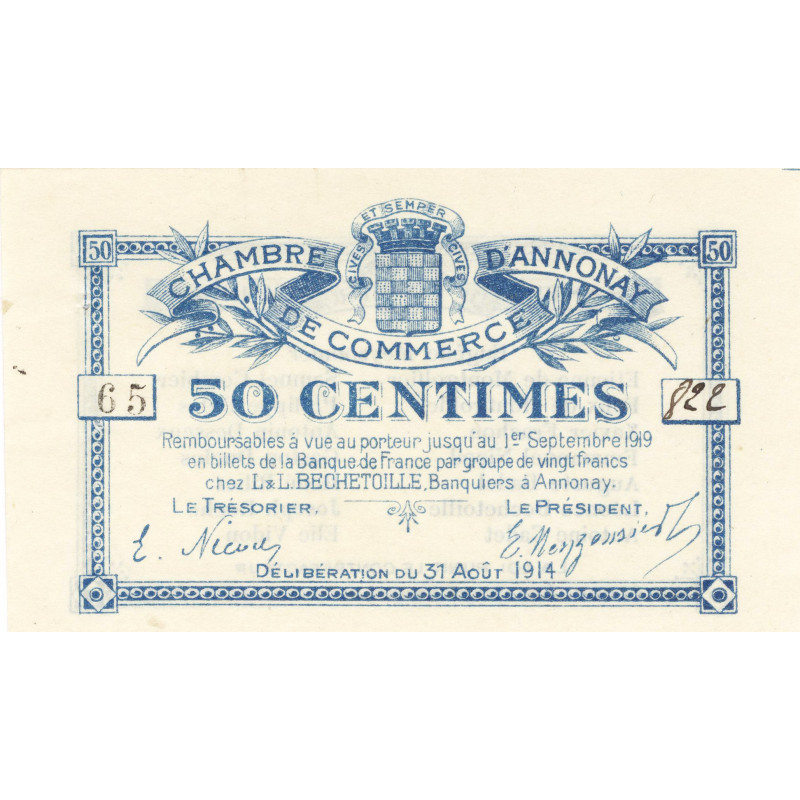 ET SEMPER
CIVES CIVES
50 50
CHAMBRE D'ANNONAY
DE COMMERCE
65 50 CENTIMES 822
Remboursables à vue au porteur jusqu'au 1er Septembre 1919
en billets de la Banque de France par groupe de vingt francs
chez L. & L. BECHETOILLE, Banquiers à Annonay.
LE TRÉSORIER, LE PRÉSIDENT,
E.
DÉLIBÉRATION DU 31 AOÛT 1914